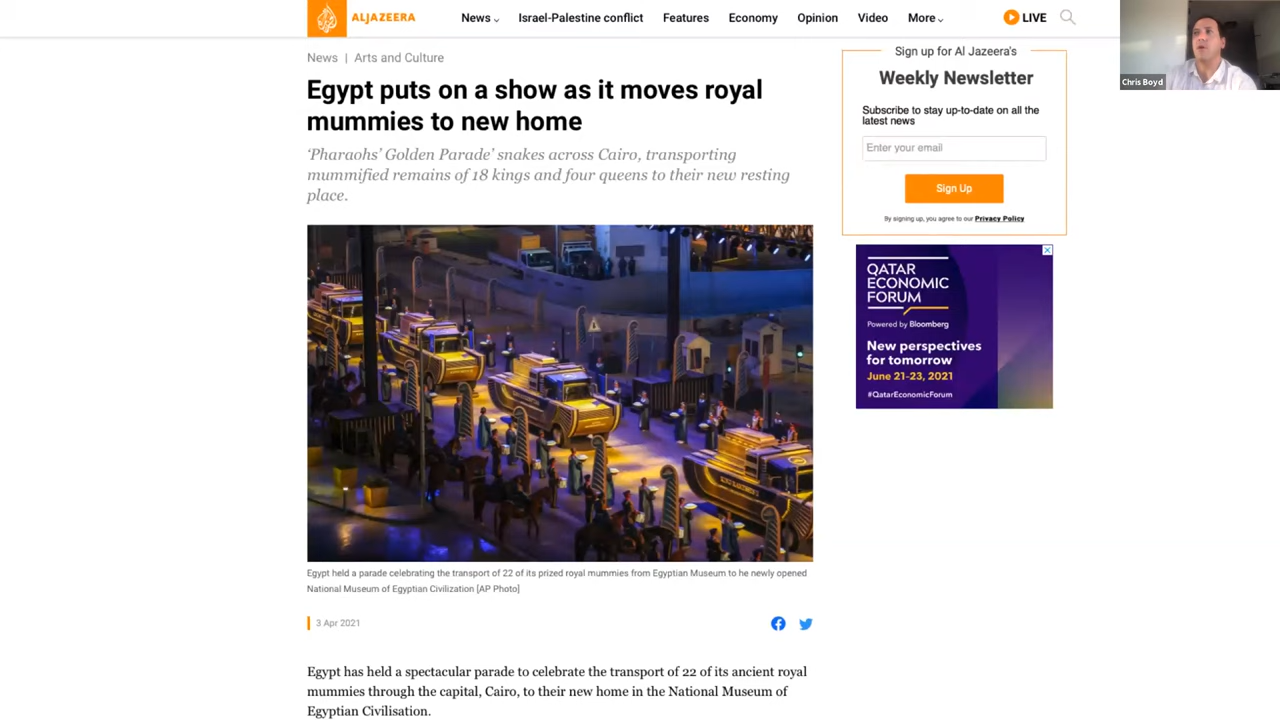 ALJAZEERA
News
Israel-Palestine conflict
Features
Economy
Opinion
Video
More
LIVE
Chris Boyd
News | Arts and Culture
Egypt puts on a show as it moves royal
mummies to new home
‘Pharaohs’ Golden Parade’ snakes across Cairo, transporting
mummified remains of 18 kings and four queens to their new resting
place.
Egypt held a parade celebrating the transport of 22 of its prized royal mummies from Egyptian Museum to he newly opened
National Museum of Egyptian Civilization [AP Photo]
3 Apr 2021
Egypt has held a spectacular parade to celebrate the transport of 22 of its ancient royal
mummies through the capital, Cairo, to their new home in the National Museum of
Egyptian Civilisation.
Sign up for Al Jazeera's
Weekly Newsletter
Subscribe to stay up-to-date on all the
latest news
Enter your email
Sign Up
By signing up, you agree to our Privacy Policy
QATAR
ECONOMIC
FORUM
Powered by Bloomberg
New perspectives
for tomorrow
June 21-23, 2021
#QatarEconomicForum